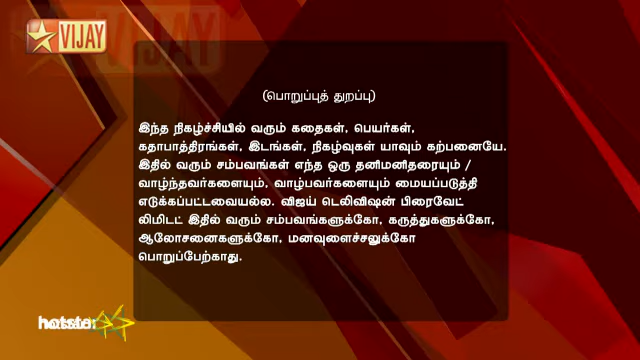 VIJAY
(பொறுப்புத் துறப்பு)
இந்த நிகழ்ச்சியில் வரும் கதைகள், பெயர்கள்,
கதாபாத்திரங்கள், இடங்கள், நிகழ்வுகள் யாவும் கற்பனையே.
இதில் வரும் சம்பவங்கள் எந்த ஒரு தனிமனிதரையும் /
வாழ்ந்தவர்களையும், வாழ்பவர்களையும் மையப்படுத்தி
எடுக்கப்பட்டவையல்ல. விஜய் டெலிவிஷன் பிரைவேட்
லிமிடட் இதில் வரும் சம்பவங்களுக்கோ, கருத்துகளுக்கோ,
ஆலோசனைகளுக்கோ, மனவுளைச்சலுக்கோ
பொறுப்பேற்காது.
hotstar